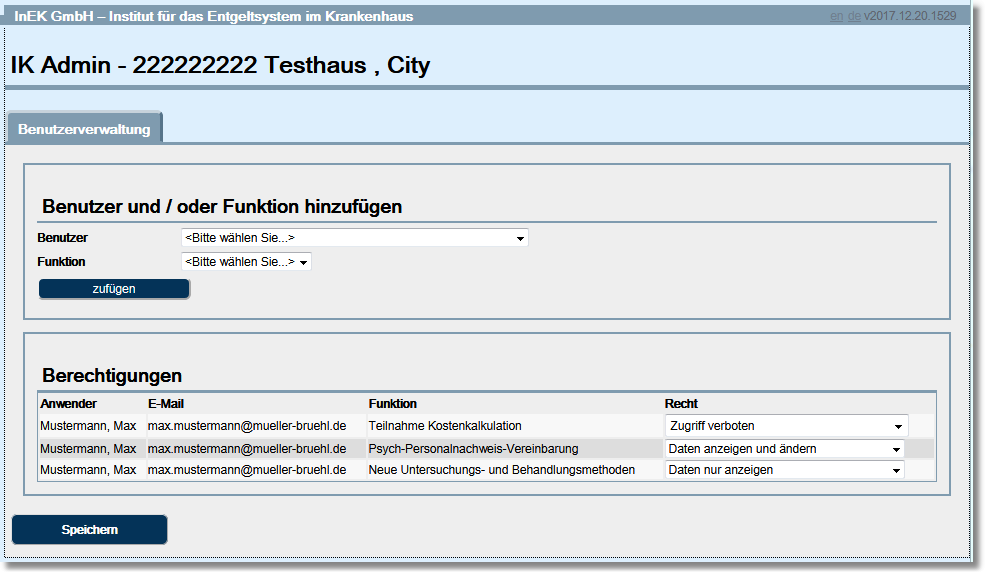 InEK GmbH – Institut für das Entgeltsystem im Krankenhaus en de v2017.12.20.1529
IK Admin - 222222222 Testhaus , City
Benutzerverwaltung
Benutzer und / oder Funktion hinzufügen
Benutzer <Bitte wählen Sie...>
Funktion <Bitte wählen Sie...>
zufügen
Berechtigungen
Anwender E-Mail Funktion Recht
Mustermann, Max max.mustermann@mueller-bruehl.de Teilnahme Kostenkalkulation Zugriff verboten
Mustermann, Max max.mustermann@mueller-bruehl.de Psych-Personalnachweis-Vereinbarung Daten anzeigen und ändern
Mustermann, Max max.mustermann@mueller-bruehl.de Neue Untersuchungs- und Behandlungsmethoden Daten nur anzeigen
Speichern